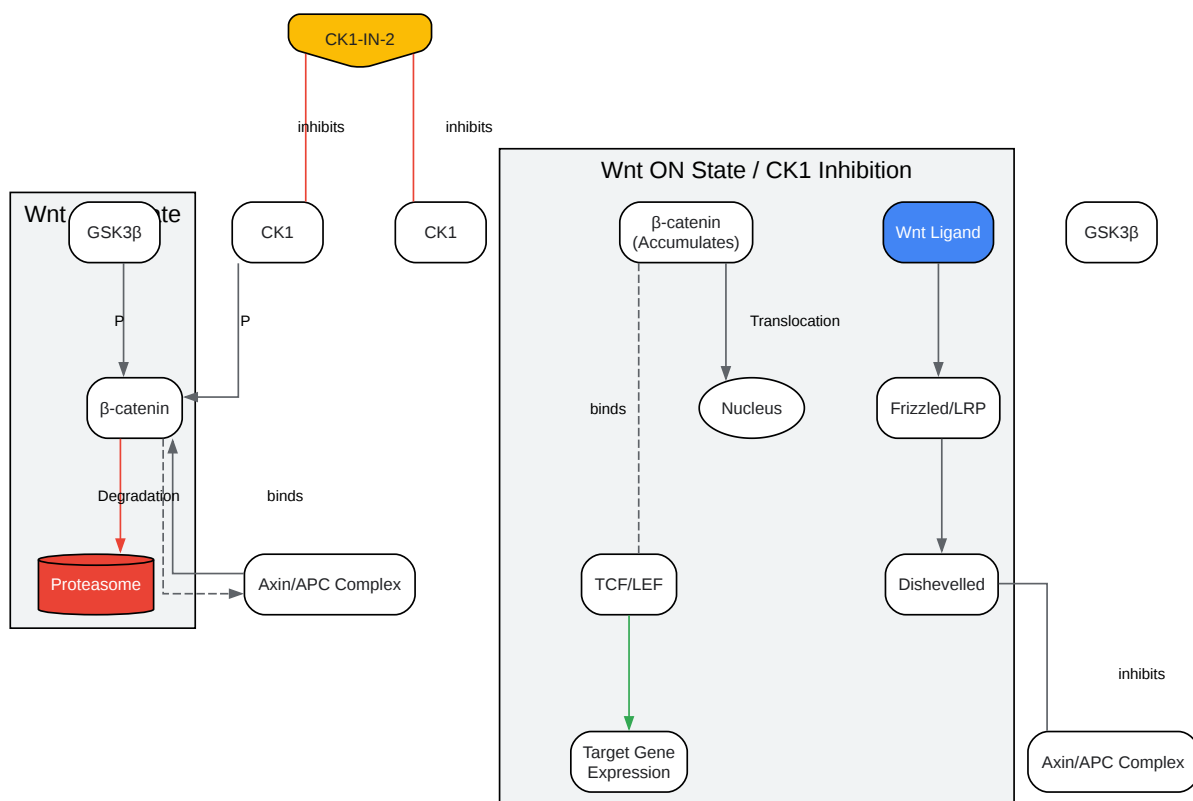 CK1-IN-2
inhibits
inhibits
Wnt ON State / CK1 Inhibition
Wnt
te
GSK3β
CK1
CK1
β-catenin
(Accumulates)
Wnt Ligand
GSK3β
P
P
Translocation
β-catenin
binds
Nucleus
Frizzled/LRP
Degradation
binds
Proteasome
Axin/APC Complex
TCF/LEF
Dishevelled
inhibits
Target Gene
Expression
Axin/APC Complex